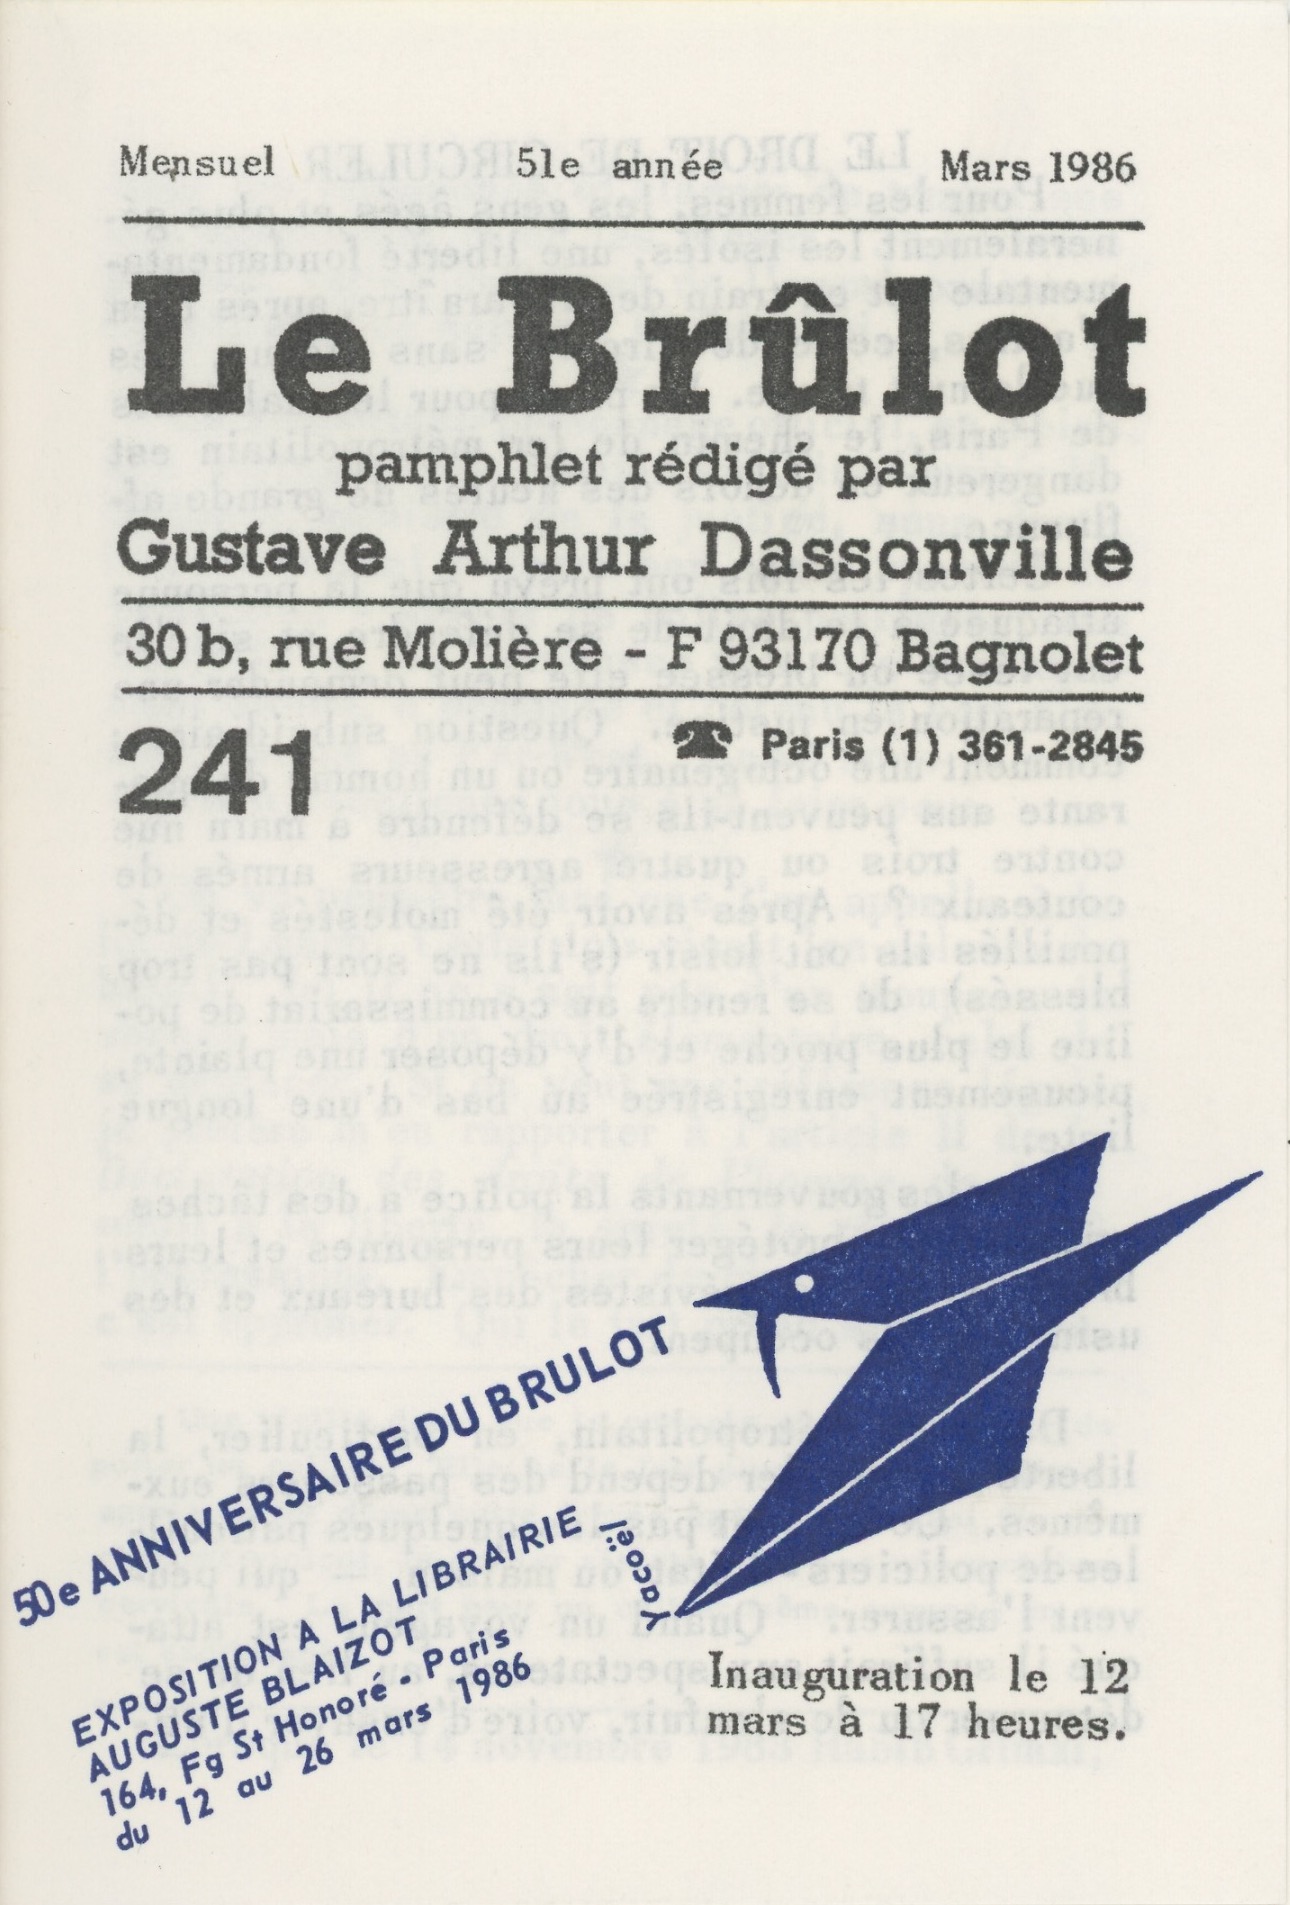 Mensuel 51e année Mars 1986
Le Brûlot
pamphlet rédigé par
Gustave Arthur Dassonville
30 b, rue Molière - F 93170 Bagnolet
241 ☎ Paris (1) 361-2845
50e ANNIVERSAIRE DU BRULOT
EXPOSITION A LA LIBRAIRIE
AUGUSTE BLAIZOT
164, Fg St Honoré - Paris
du 12 au 26 mars 1986
Yacoël
Inauguration le 12
mars à 17 heures.